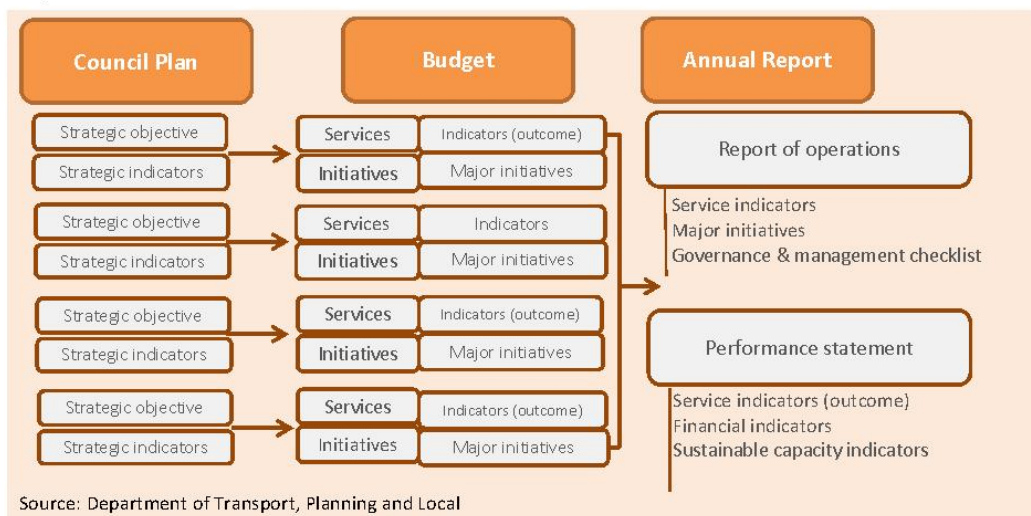 Council Plan
Budget
Annual Report
Strategic objective
Strategic indicators
Services
Indicators (outcome)
Initiatives
Major initiatives
Strategic objective
Strategic indicators
Services
Indicators
Initiatives
Major initiatives
Strategic objective
Strategic indicators
Services
Indicators (outcome)
Initiatives
Major initiatives
Strategic objective
Strategic indicators
Services
Indicators (outcome)
Initiatives
Major initiatives
Report of operations
Service indicators
Major initiatives
Governance & management checklist
Performance statement
Service indicators (outcome)
Financial indicators
Sustainable capacity indicators
Source: Department of Transport, Planning and Local